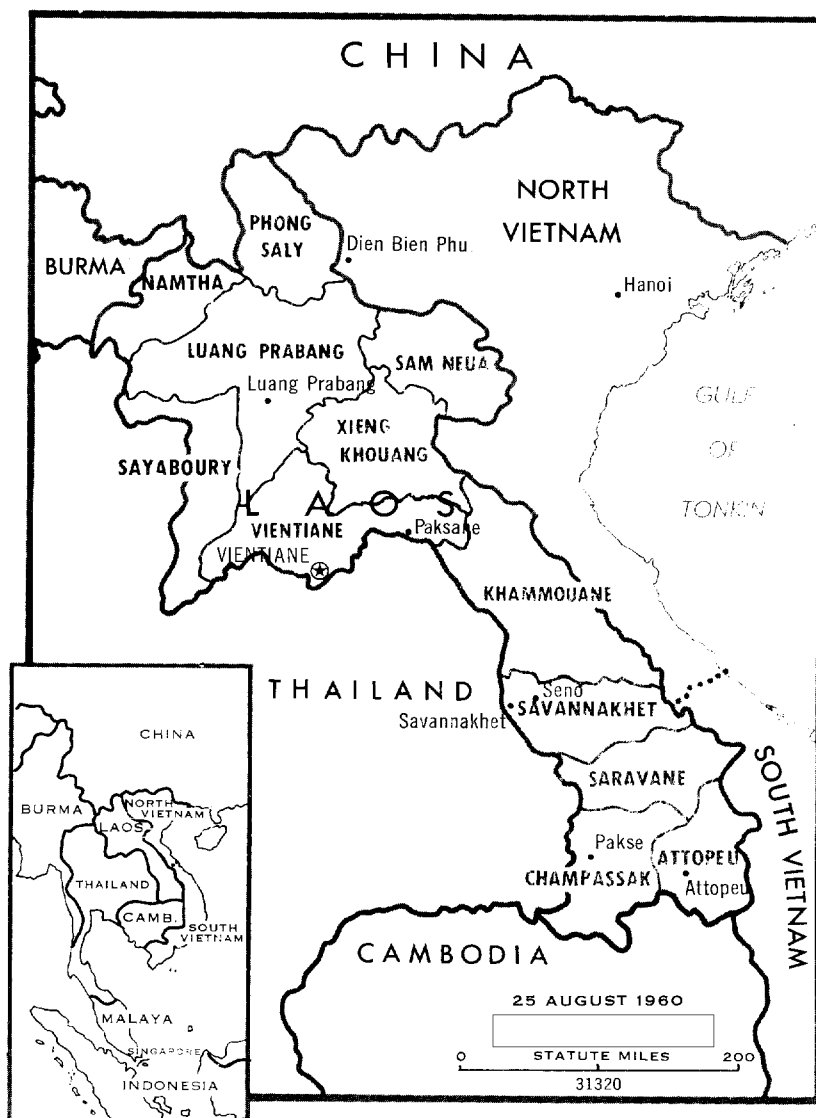 CHINA
NORTH
VIETNAM
PHONG
SALY
Dien Bien Phu
BURMA
NAMTHA
Hanoi
LUANG PRABANG
SAM NEUA
Luang Prabang
GULF
OF
TONKIN
XIENG
KHOUANG
SAYABOURY
LAOS
VIENTIANE
Paksane
VIENTIANE
KHAMMOUANE
THAILAND
Seno
SAVANNAKHET
Savannakhet
SARAVANE
SOUTH VIETNAM
Pakse
ATTOPEU
CHAMPASSAK
Attopeu
CAMBODIA
25 AUGUST 1960
STATUTE MILES
0
200
31320
CHINA
BURMA
NORTH
VIETNAM
LAOS
THAILAND
CAMB.
SOUTH
VIETNAM
MALAYA
SINGAPORE
INDONESIA